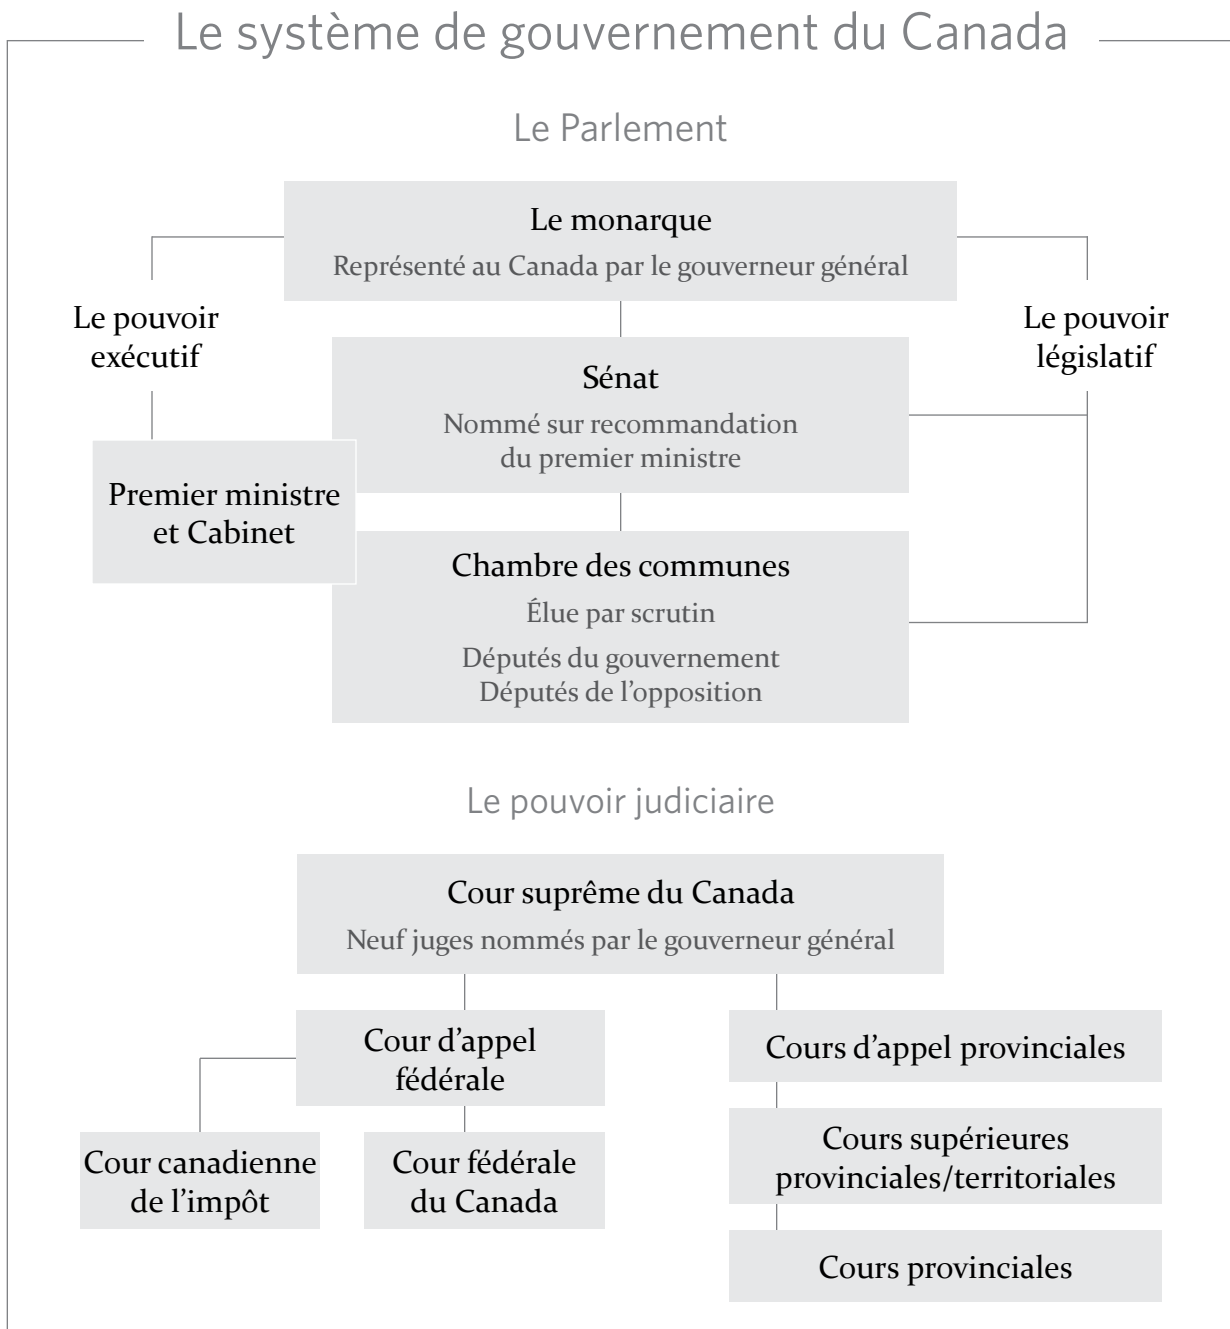 Le système de gouvernement du Canada
Le Parlement
Le monarque
Représenté au Canada par le gouverneur général
Le pouvoir
exécutif
Le pouvoir
législatif
Sénat
Nommé sur recommandation
du premier ministre
Premier ministre
et Cabinet
Chambre des communes
Élue par scrutin
Députés du gouvernement
Députés de l’opposition
Le pouvoir judiciaire
Cour suprême du Canada
Neuf juges nommés par le gouverneur général
Cour d’appel
fédérale
Cours d’appel provinciales
Cour canadienne
de l’impôt
Cour fédérale
du Canada
Cours supérieures
provinciales/territoriales
Cours provinciales